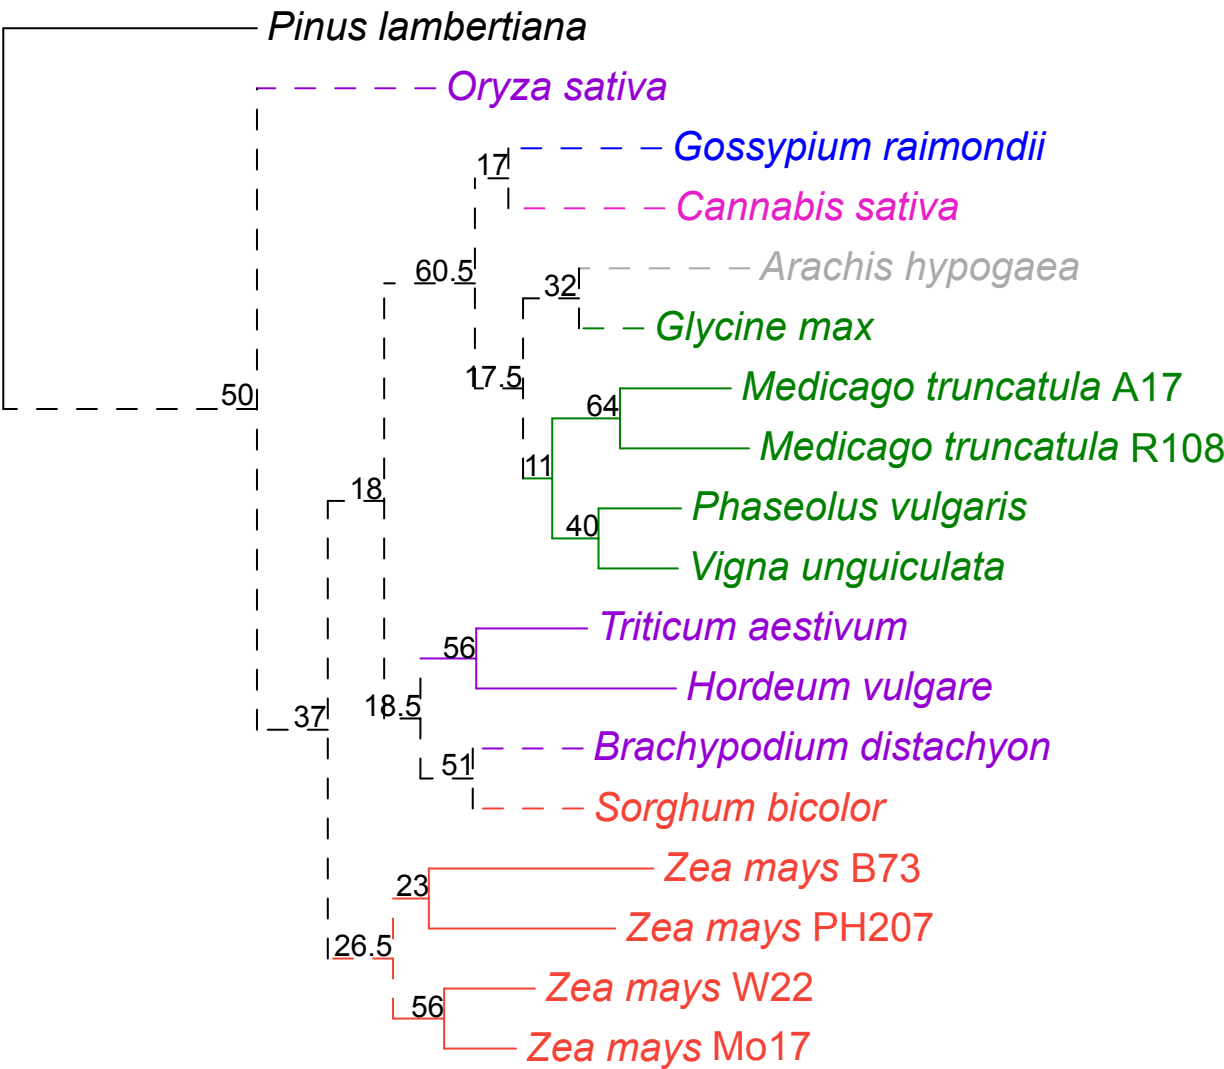 Pinus lambertiana
Oryza sativa
Gossypium raimondii
17
Cannabis sativa
60.5
Arachis hypogaea
32
Glycine max
17.5
Medicago truncatula A17
50
64
Medicago truncatula R108
11
18
Phaseolus vulgaris
40
Vigna unguiculata
Triticum aestivum
56
Hordeum vulgare
18.5
37
Brachypodium distachyon
51
Sorghum bicolor
Zea mays B73
23
Zea mays PH207
26.5
Zea mays W22
56
Zea mays Mo17